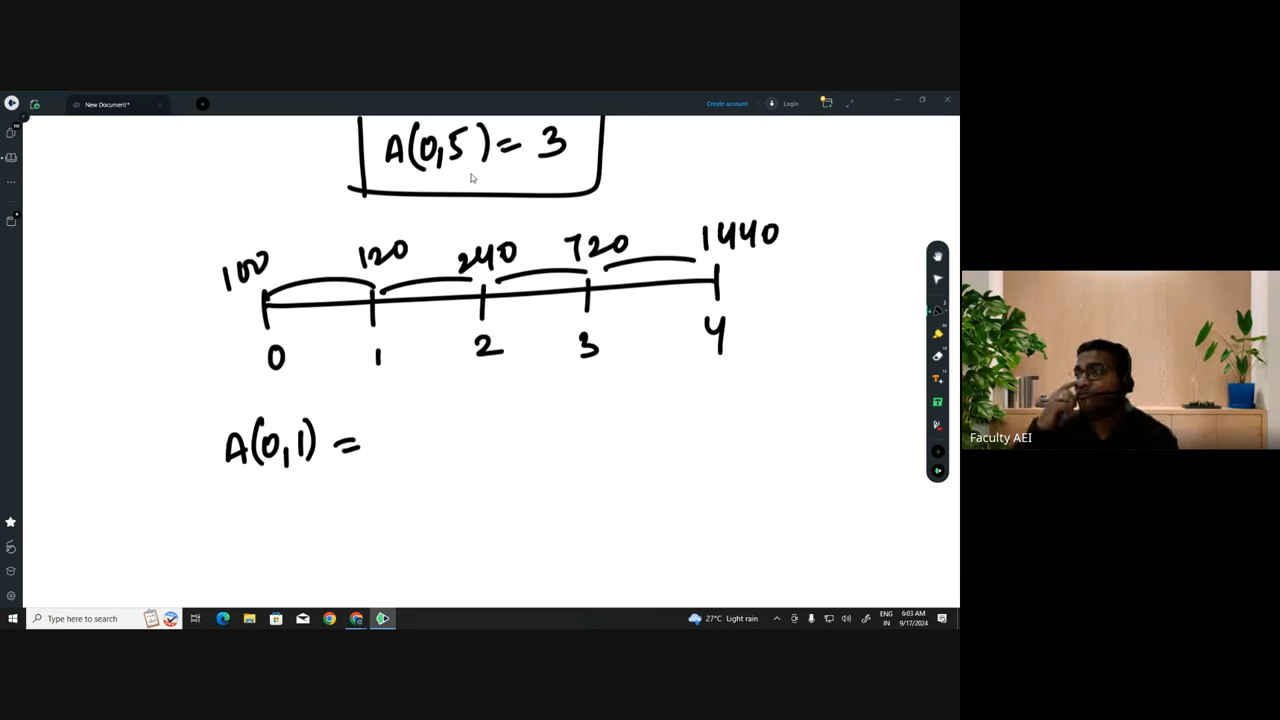 New Document*
Create account
Login
A(0,5) = 3
100 120 240 720 1440
0 1 2 3 4
A(0,1) =
Faculty AEI
Type here to search
27°C Light rain
ENG
IN
6:03 AM
9/17/2024